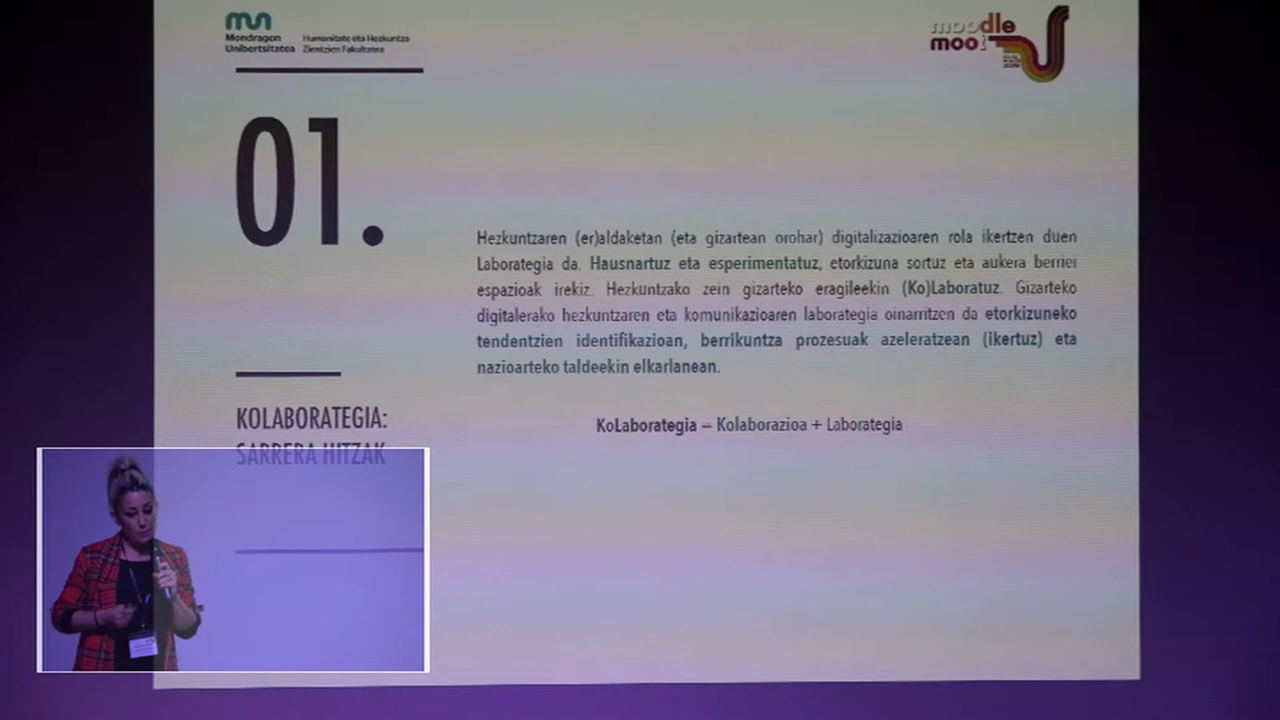 Mondragon
Unibertsitatea
Humanitate eta Hezkuntza
Zientzien Fakultatea
moodle
moot
01.
Hezkuntzaren (er)aldaketan (eta gizartean orohar) digitalizazioaren rola ikertzen duen
Laborategia da. Hausnartuz eta esperimentatuz, etorkizuna sortuz eta aukera berriei
espazioak irekiz. Hezkuntzako zein gizarteko eragileekin (Ko)Laboratuz. Gizarteko
digitalerako hezkuntzaren eta komunikazioaren laborategia oinarritzen da etorkizuneko
tendentzien identifikazioan, berrikuntza prozesuak azeleratzean (ikertuz) eta
nazioarteko taldeekin elkarlanean.
KoLaborategia – Kolaborazioa + Laborategia
KOLABORATEGIA:
SARRERA HITZAK